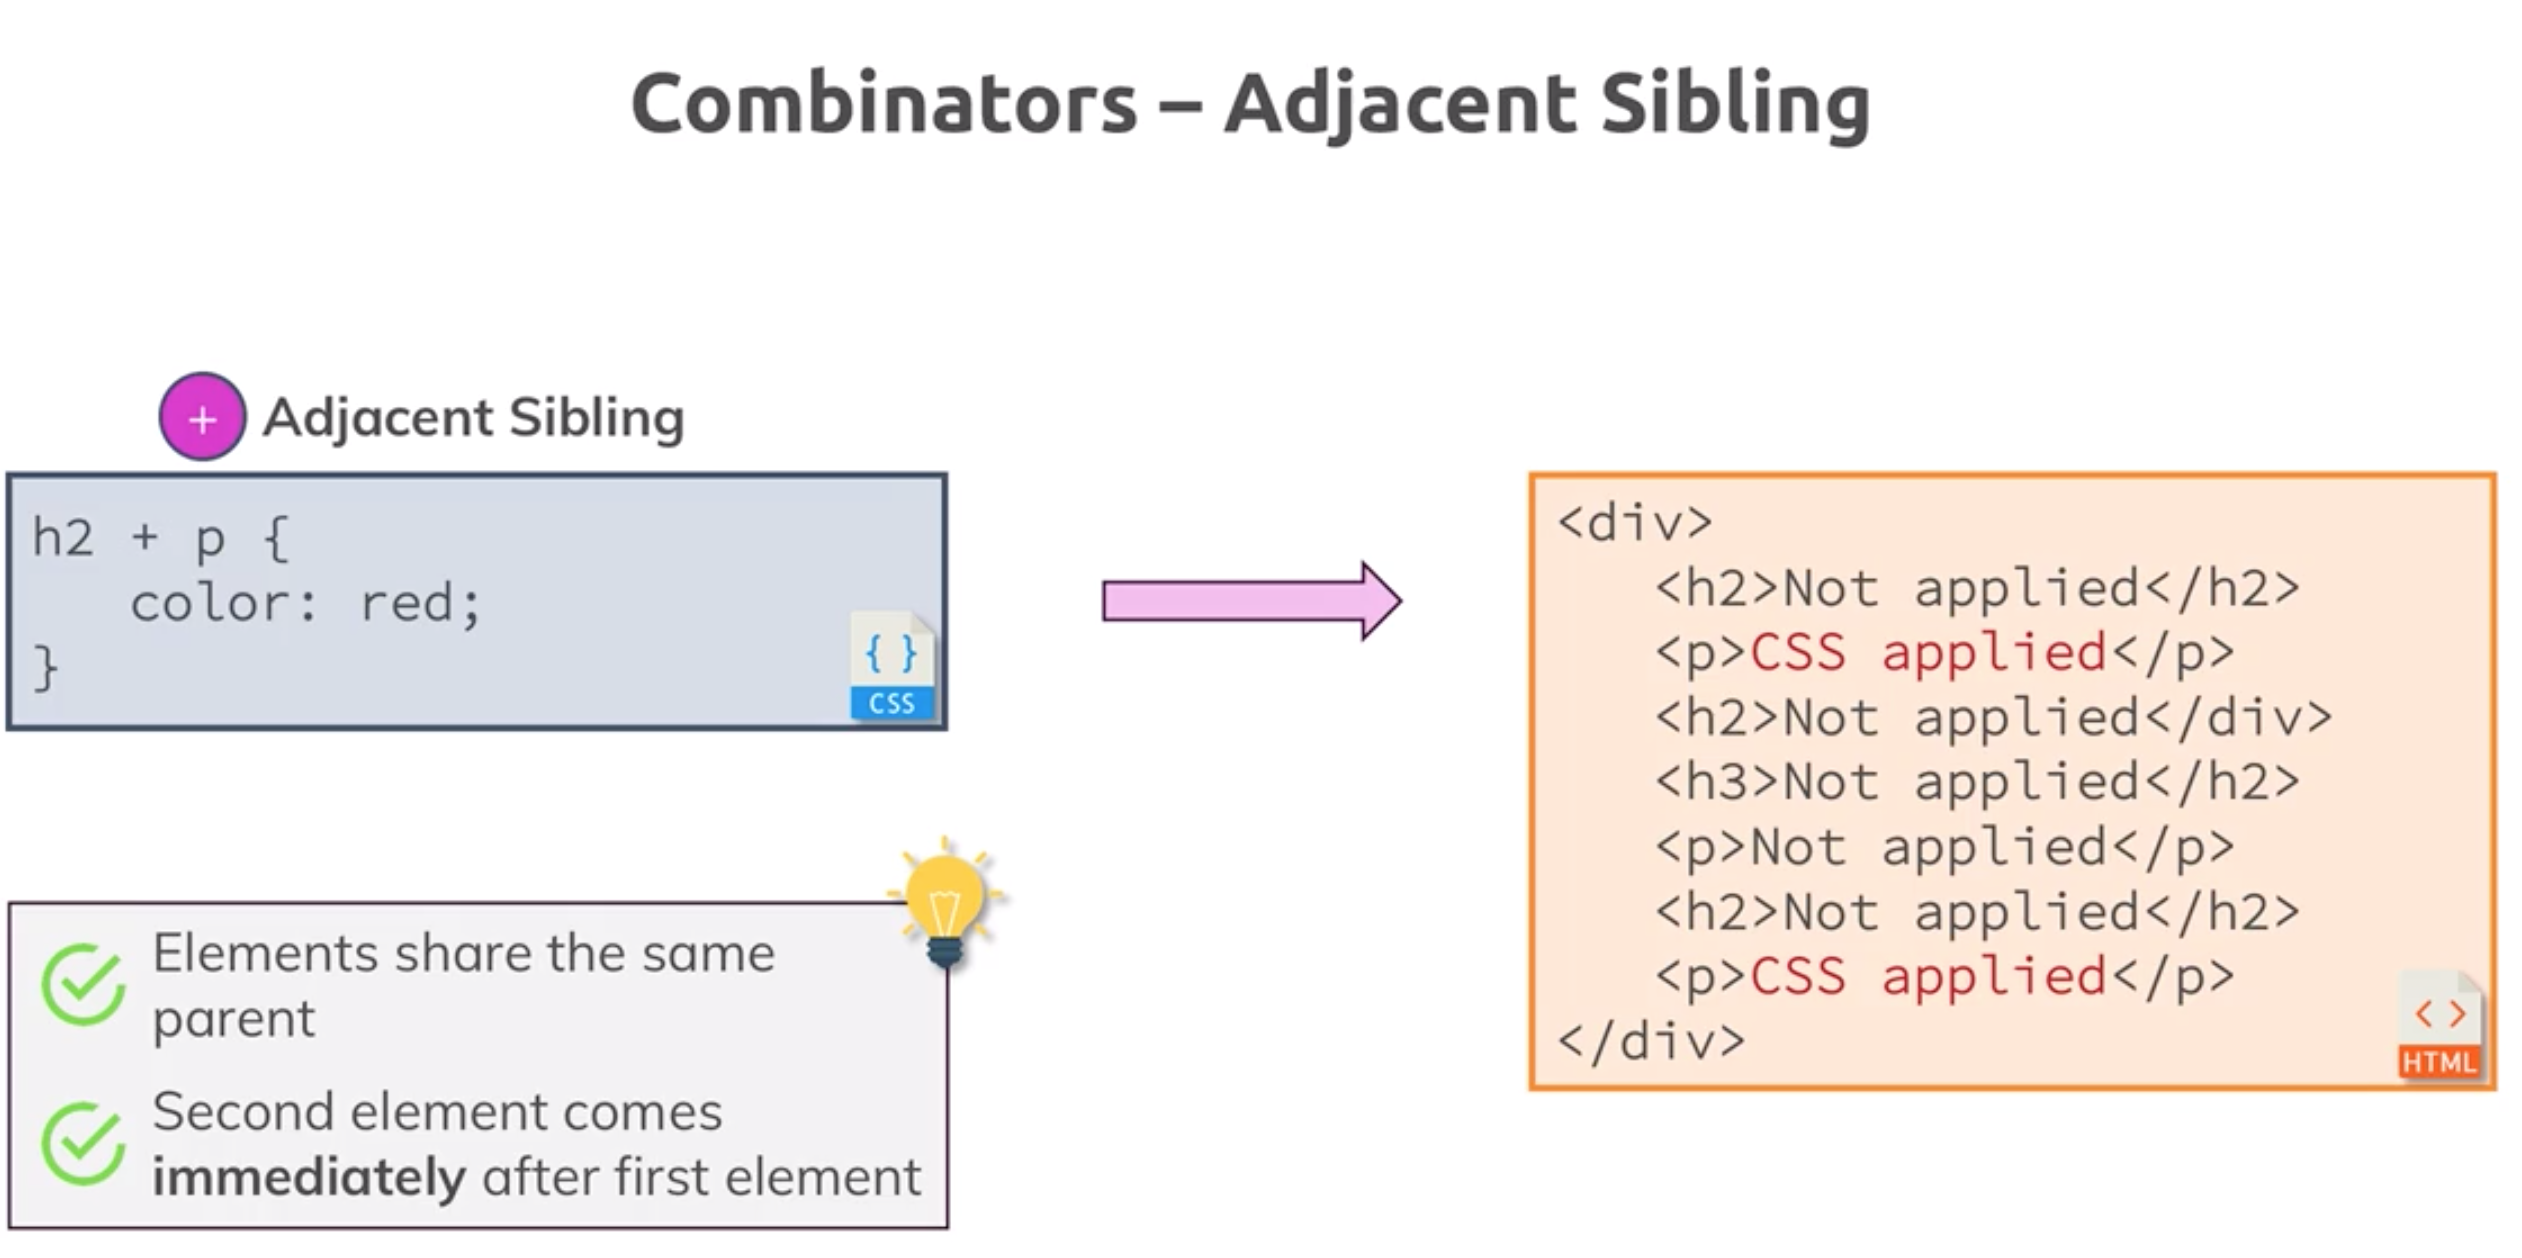 Combinators – Adjacent Sibling
+ Adjacent Sibling
h2 + p {
   color: red;
}
{ }
CSS
Elements share the same
parent
Second element comes
immediately after first element
<div>
   <h2>Not applied</h2>
   <p>CSS applied</p>
   <h2>Not applied</div>
   <h3>Not applied</h2>
   <p>Not applied</p>
   <h2>Not applied</h2>
   <p>CSS applied</p>
</div>
< >
HTML